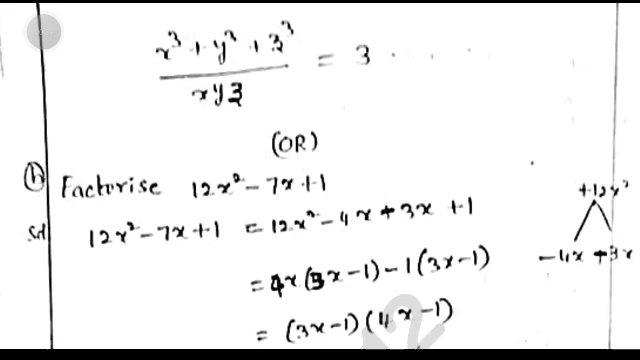 x³ + y³ + z³ / xyz = 3 . . . .
(OR)
(b) Factorise 12x² - 7x + 1
Sol 12x² - 7x + 1 = 12x² - 4x + 3x + 1
+12x²
= 4x (3x - 1) - 1 (3x - 1)
- 4x + 3x
= (3x - 1) (4x - 1)